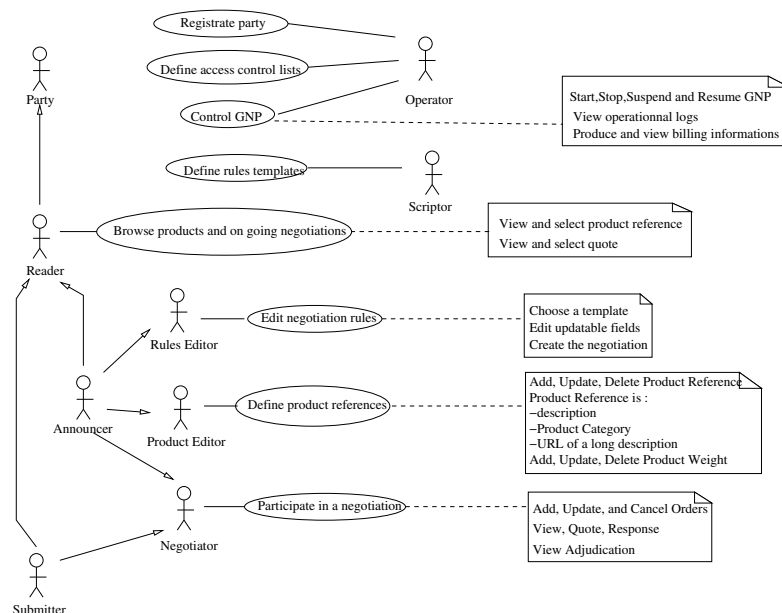 Registrate party
Define access control lists
Operator
Party
Control GNP
Start,Stop,Suspend and Resume GNP
View operationnal logs
Produce and view billing informations
Define rules templates
Scriptor
Browse products and on going negotiations
View and select product reference
View and select quote
Reader
Edit negotiation rules
Rules Editor
Choose a template
Edit updatable fields
Create the negotiation
Announcer
Define product references
Product Editor
Add, Update, Delete Product Reference
Product Reference is :
−description
−Product Category
−URL of a long description
Add, Update, Delete Product Weight
Participate in a negotiation
Negotiator
Add, Update, and Cancel Orders
View, Quote, Response
View Adjudication
Submitter